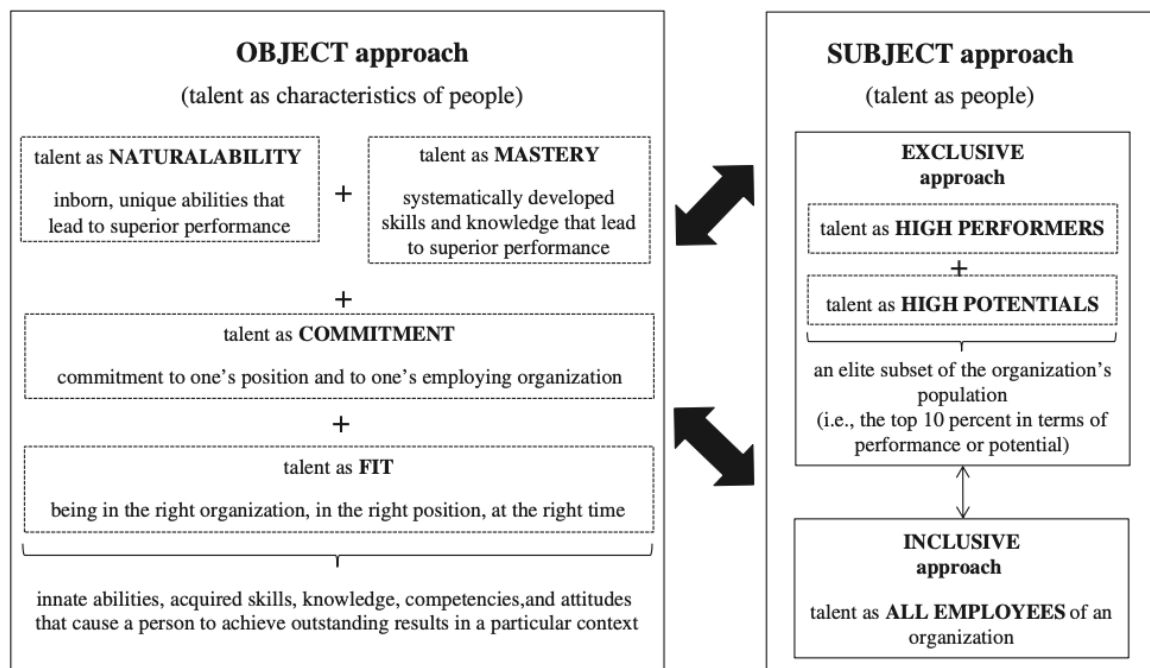 OBJECT approach
(talent as characteristics of people)
talent as NATURALABILITY
inborn, unique abilities that
lead to superior performance
+
talent as MASTERY
systematically developed
skills and knowledge that lead
to superior performance
+
talent as COMMITMENT
commitment to one's position and to one's employing organization
+
talent as FIT
being in the right organization, in the right position, at the right time
innate abilities, acquired skills, knowledge, competencies,and attitudes
that cause a person to achieve outstanding results in a particular context
SUBJECT approach
(talent as people)
EXCLUSIVE
approach
talent as HIGH PERFORMERS
+
talent as HIGH POTENTIALS
an elite subset of the organization's
population
(i.e., the top 10 percent in terms of
performance or potential)
INCLUSIVE
approach
talent as ALL EMPLOYEES of an
organization